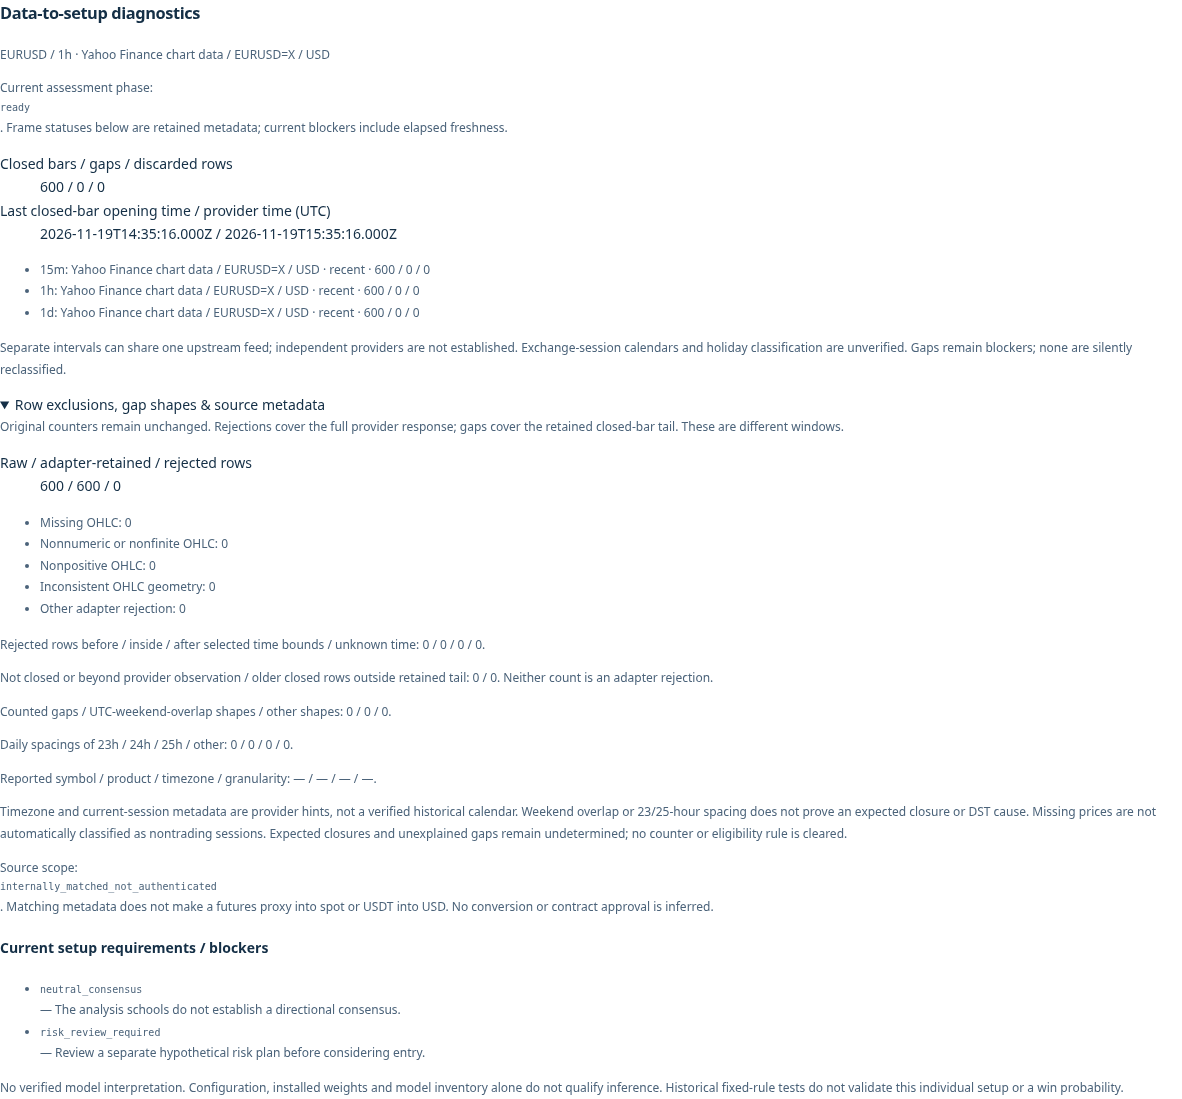 Data-to-setup diagnostics
EURUSD / 1h · Yahoo Finance chart data / EURUSD=X / USD
Current assessment phase:
ready
. Frame statuses below are retained metadata; current blockers include elapsed freshness.
Closed bars / gaps / discarded rows
600 / 0 / 0
Last closed-bar opening time / provider time (UTC)
2026-11-19T14:35:16.000Z / 2026-11-19T15:35:16.000Z
• 15m: Yahoo Finance chart data / EURUSD=X / USD · recent · 600 / 0 / 0
• 1h: Yahoo Finance chart data / EURUSD=X / USD · recent · 600 / 0 / 0
• 1d: Yahoo Finance chart data / EURUSD=X / USD · recent · 600 / 0 / 0
Separate intervals can share one upstream feed; independent providers are not established. Exchange-session calendars and holiday classification are unverified. Gaps remain blockers; none are silently
reclassified.
▼ Row exclusions, gap shapes & source metadata
Original counters remain unchanged. Rejections cover the full provider response; gaps cover the retained closed-bar tail. These are different windows.
Raw / adapter-retained / rejected rows
600 / 600 / 0
• Missing OHLC: 0
• Nonnumeric or nonfinite OHLC: 0
• Nonpositive OHLC: 0
• Inconsistent OHLC geometry: 0
• Other adapter rejection: 0
Rejected rows before / inside / after selected time bounds / unknown time: 0 / 0 / 0 / 0.
Not closed or beyond provider observation / older closed rows outside retained tail: 0 / 0. Neither count is an adapter rejection.
Counted gaps / UTC-weekend-overlap shapes / other shapes: 0 / 0 / 0.
Daily spacings of 23h / 24h / 25h / other: 0 / 0 / 0 / 0.
Reported symbol / product / timezone / granularity: — / — / — / —.
Timezone and current-session metadata are provider hints, not a verified historical calendar. Weekend overlap or 23/25-hour spacing does not prove an expected closure or DST cause. Missing prices are not
automatically classified as nontrading sessions. Expected closures and unexplained gaps remain undetermined; no counter or eligibility rule is cleared.
Source scope:
internally_matched_not_authenticated
. Matching metadata does not make a futures proxy into spot or USDT into USD. No conversion or contract approval is inferred.
Current setup requirements / blockers
• neutral_consensus
— The analysis schools do not establish a directional consensus.
• risk_review_required
— Review a separate hypothetical risk plan before considering entry.
No verified model interpretation. Configuration, installed weights and model inventory alone do not qualify inference. Historical fixed-rule tests do not validate this individual setup or a win probability.